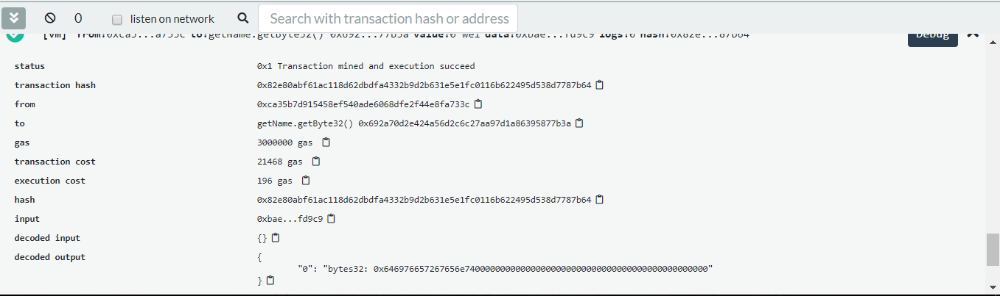 0 listen on network Search with transaction hash or address
[vm] from:0xca3...a733c to:getName.getByte32() 0x692...77b3a value:0 wei data:0xbae...fd9c9 logs:0 hash:0x82e...87b64 Debug
status 0x1 Transaction mined and execution succeed
transaction hash 0x82e80abf61ac118d62dbdfa4332b9d2b631e5e1fc0116b622495d538d7787b64
from 0xca35b7d915458ef540ade6068dfe2f44e8fa733c
to getName.getByte32() 0x692a70d2e424a56d2c6c27aa97d1a86395877b3a
gas 3000000 gas
transaction cost 21468 gas
execution cost 196 gas
hash 0x82e80abf61ac118d62dbdfa4332b9d2b631e5e1fc0116b622495d538d7787b64
input 0xbae...fd9c9
decoded input {}
decoded output {
"0": "bytes32: 0x646976657267656e740000000000000000000000000000000000000000000000"
}